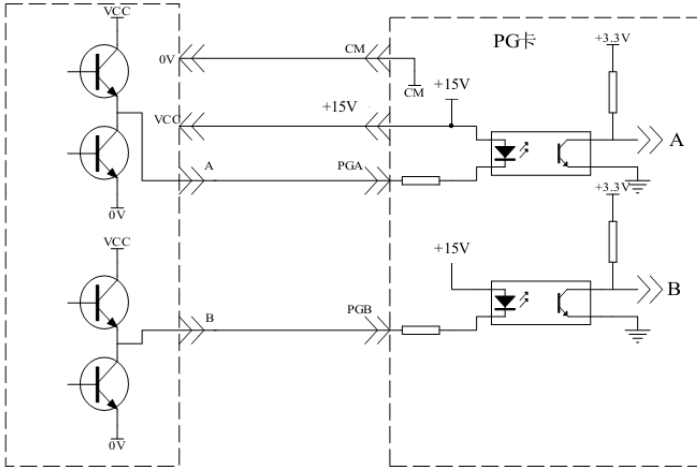 VCC
PG卡
+3.3V
0V
CM
CM
+15V
VCC
+15V
A
A
PGA
0V
+3.3V
VCC
+15V
B
B
PGB
0V